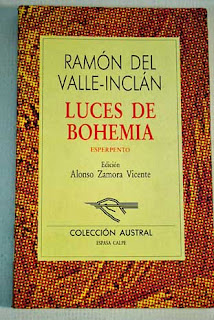 RAMÓN DEL
VALLE-INCLÁN
LUCES DE
BOHEMIA
ESPERPENTO
Edición
Alonso Zamora Vicente
COLECCIÓN AUSTRAL
ESPASA CALPE